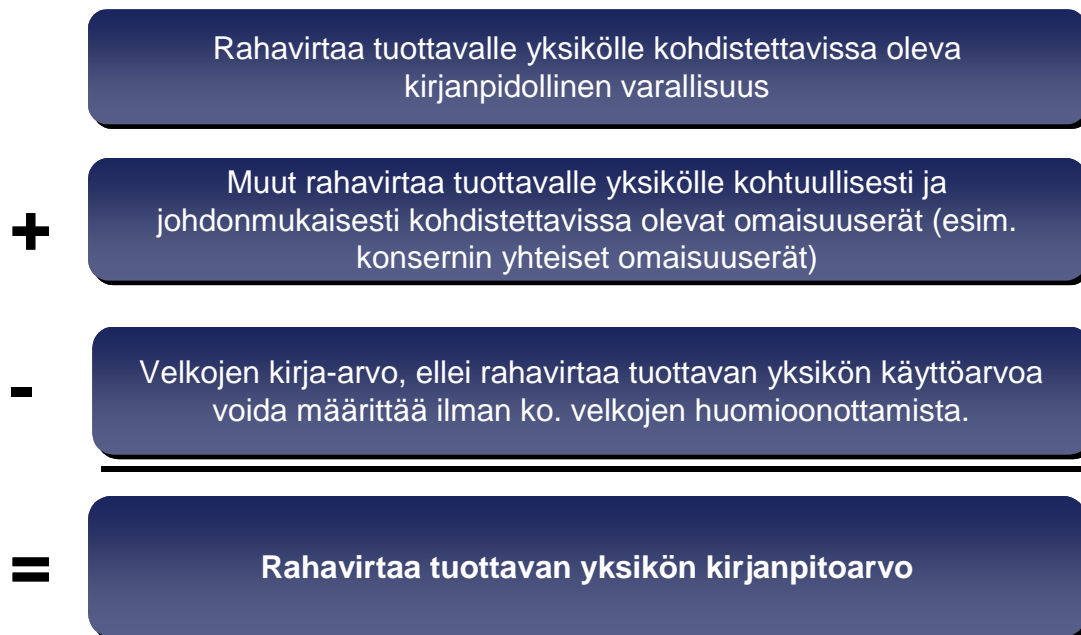 Rahavirtaa tuottavalle yksikölle kohdistettavissa oleva
kirjanpidollinen varallisuus
+
Muut rahavirtaa tuottavalle yksikölle kohtuullisesti ja
johdonmukaisesti kohdistettavissa olevat omaisuuserät (esim.
konsernin yhteiset omaisuuserät)
-
Velkojen kirja-arvo, ellei rahavirtaa tuottavan yksikön käyttöarvoa
voida määrittää ilman ko. velkojen huomioonottamista.
=
Rahavirtaa tuottavan yksikön kirjanpitoarvo